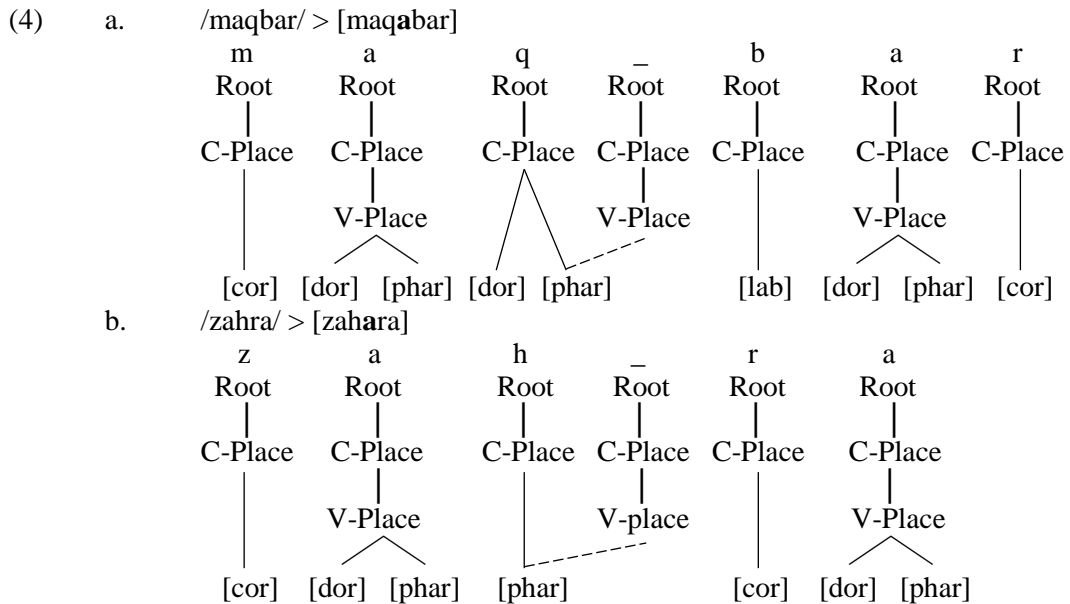 (4) a. /maqbar/ > [maqabar]
m a q _ b a r
Root Root Root Root Root Root Root
C-Place C-Place C-Place C-Place C-Place C-Place C-Place
V-Place V-Place V-Place
[cor] [dor] [phar] [dor] [phar] [lab] [dor] [phar] [cor]
b. /zahra/ > [zahara]
z a h _ r a
Root Root Root Root Root Root
C-Place C-Place C-Place C-Place C-Place C-Place
V-Place V-place V-Place
[cor] [dor] [phar] [phar] [cor] [dor] [phar]